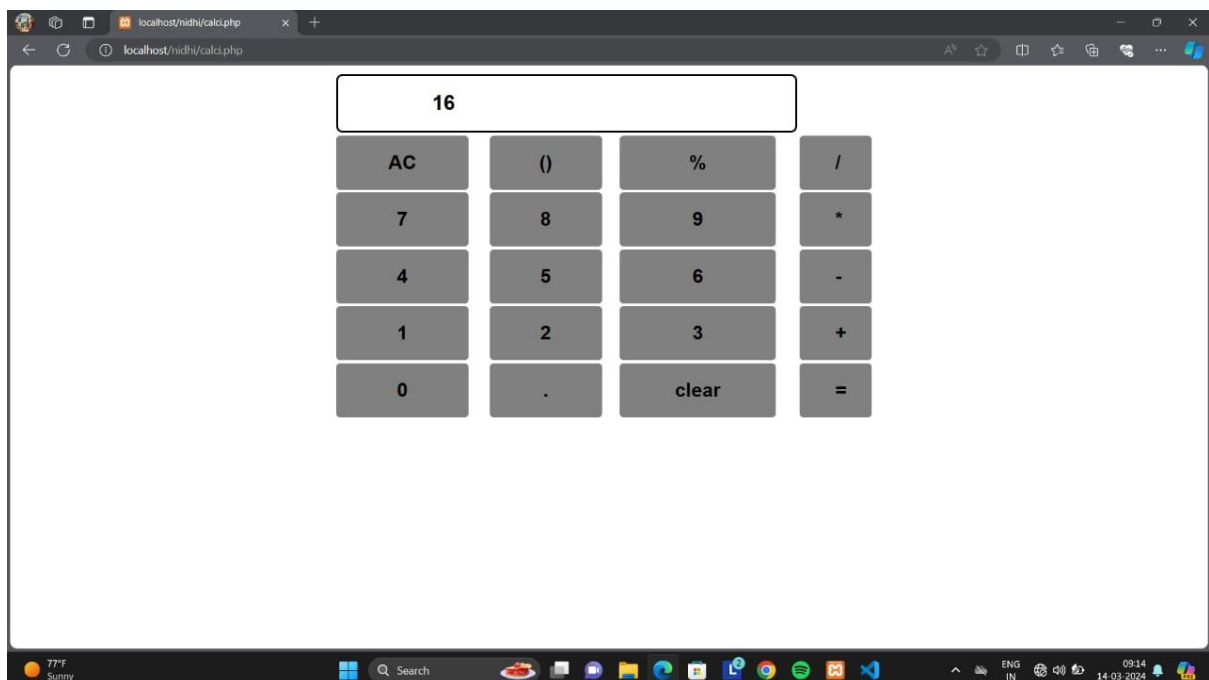 localhost/nidhi/calci.php
localhost/nidhi/calci.php
16
AC () % /
7 8 9 *
4 5 6 -
1 2 3 +
0 . clear =
77°F
Sunny
Search
2
ENG
IN
09:14
14-03-2024